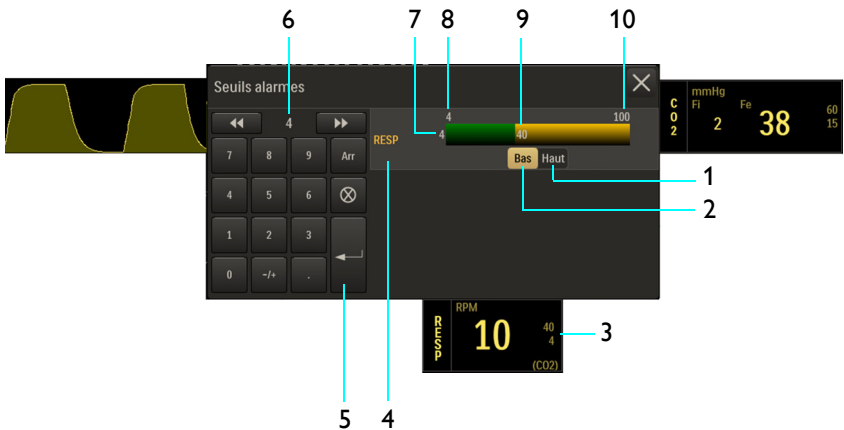 6 7 8 9 10
Seuils alarmes
4
7 8 9 Arr
4 5 6
1 2 3
0 -/+ .
RESP
4 100
4 40
Bas Haut
CO2
mmHg
Fi Fe
2 38
60
15
1
2
RESP
RPM
10
40
4
(CO2)
3
5 4